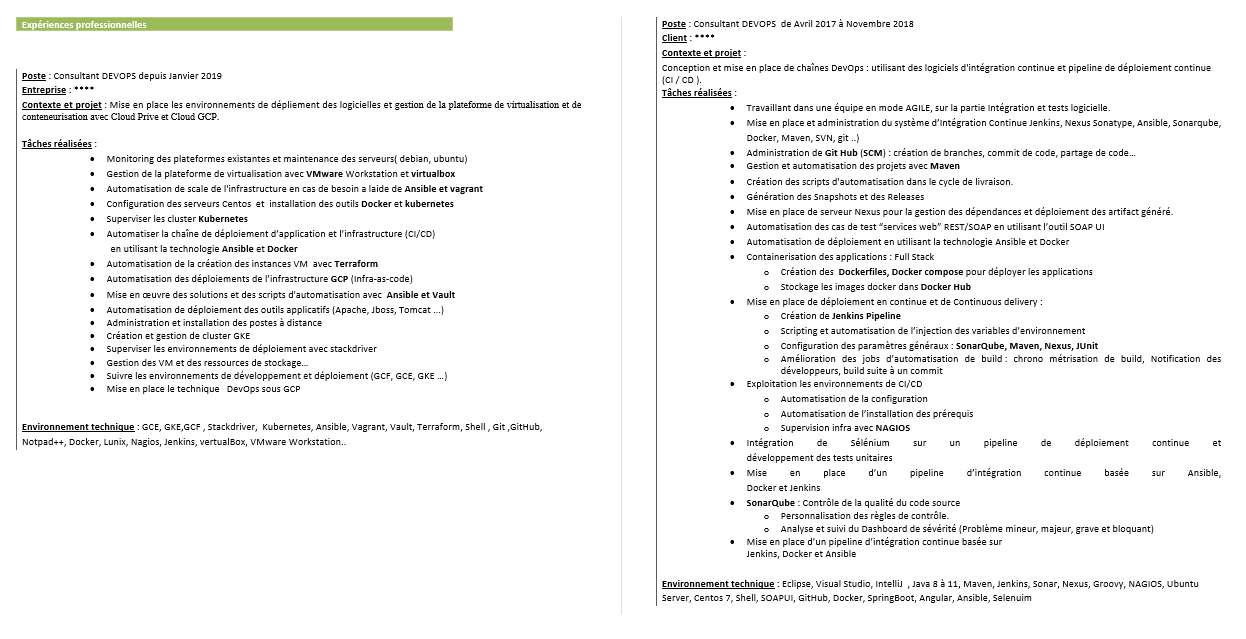 Expériences professionnelles
Poste : Consultant DEVOPS depuis Janvier 2019
Entreprise : ****
Contexte et projet : Mise en place les environnements de dépliement des logicielles et gestion de la plateforme de virtualisation et de
conteneurisation avec Cloud Prive et Cloud GCP.
Tâches réalisées :
• Monitoring des plateformes existantes et maintenance des serveurs( debian, ubuntu)
• Gestion de la plateforme de virtualisation avec VMware Workstation et virtualbox
• Automatisation de scale de l'infrastructure en cas de besoin a laide de Ansible et vagrant
• Configuration des serveurs Centos et installation des outils Docker et kubernetes
• Superviser les cluster Kubernetes
• Automatiser la chaîne de déploiement d'application et l'infrastructure (CI/CD)
en utilisant la technologie Ansible et Docker
• Automatisation de la création des instances VM avec Terraform
• Automatisation des déploiements de l'infrastructure GCP (Infra-as-code)
• Mise en œuvre des solutions et des scripts d'automatisation avec Ansible et Vault
• Automatisation de déploiement des outils applicatifs (Apache, Jboss, Tomcat ...)
• Administration et installation des postes à distance
• Création et gestion de cluster GKE
• Superviser les environnements de déploiement avec stackdriver
• Gestion des VM et des ressources de stockage...
• Suivre les environnements de développement et déploiement (GCF, GCE, GKE ...)
• Mise en place le technique DevOps sous GCP
Environnement technique : GCE, GKE,GCF , Stackdriver, Kubernetes, Ansible, Vagrant, Vault, Terraform, Shell , Git ,GitHub,
Notpad++, Docker, Lunix, Nagios, Jenkins, vertualBox, VMware Workstation..
Poste : Consultant DEVOPS de Avril 2017 à Novembre 2018
Client : ****
Contexte et projet :
Conception et mise en place de chaînes DevOps : utilisant des logiciels d'intégration continue et pipeline de déploiement continue
(CI / CD ).
Tâches réalisées :
• Travaillant dans une équipe en mode AGILE, sur la partie Intégration et tests logicielle.
• Mise en place et administration du système d'Intégration Continue Jenkins, Nexus Sonatype, Ansible, Sonarqube,
Docker, Maven, SVN, git ..)
• Administration de Git Hub (SCM) : création de branches, commit de code, partage de code...
• Gestion et automatisation des projets avec Maven
• Création des scripts d'automatisation dans le cycle de livraison.
• Génération des Snapshots et des Releases
• Mise en place de serveur Nexus pour la gestion des dépendances et déploiement des artifact généré.
• Automatisation des cas de test "services web" REST/SOAP en utilisant l'outil SOAP UI
• Automatisation de déploiement en utilisant la technologie Ansible et Docker
• Containerisation des applications : Full Stack
o Création des Dockerfiles, Docker compose pour déployer les applications
o Stockage les images docker dans Docker Hub
• Mise en place de déploiement en continue et de Continuous delivery :
o Création de Jenkins Pipeline
o Scripting et automatisation de l'injection des variables d'environnement
o Configuration des paramètres généraux : SonarQube, Maven, Nexus, JUnit
o Amélioration des jobs d'automatisation de build : chrono métrisation de build, Notification des
développeurs, build suite à un commit
• Exploitation les environnements de CI/CD
o Automatisation de la configuration
o Automatisation de l'installation des prérequis
o Supervision infra avec NAGIOS
• Intégration de Sélénium sur un pipeline de déploiement continue et
développement des tests unitaires
• Mise en place d'un pipeline d'intégration continue basée sur Ansible,
Docker et Jenkins
• SonarQube : Contrôle de la qualité du code source
o Personnalisation des règles de contrôle.
o Analyse et suivi du Dashboard de sévérité (Problème mineur, majeur, grave et bloquant)
• Mise en place d'un pipeline d'intégration continue basée sur
Jenkins, Docker et Ansible
Environnement technique : Eclipse, Visual Studio, IntelliJ , Java 8 à 11, Maven, Jenkins, Sonar, Nexus, Groovy, NAGIOS, Ubuntu
Server, Centos 7, Shell, SOAPUI, GitHub, Docker, SpringBoot, Angular, Ansible, Selenuim